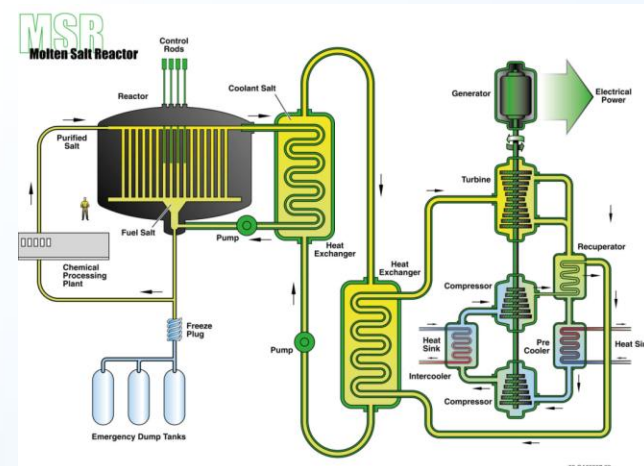 MSR
Molten Salt Reactor
Control
Rods
Reactor
Coolant Salt
Generator
Electrical
Power
Purified
Salt
Turbine
Fuel Salt
Pump
Heat
Exchanger
Chemical
Processing
Plant
Heat
Exchanger
Recuperator
Compressor
Freeze
Plug
Pump
Heat
Sink
Pre
Cooler
Heat Sink
Intercooler
Compressor
Emergency Dump Tanks